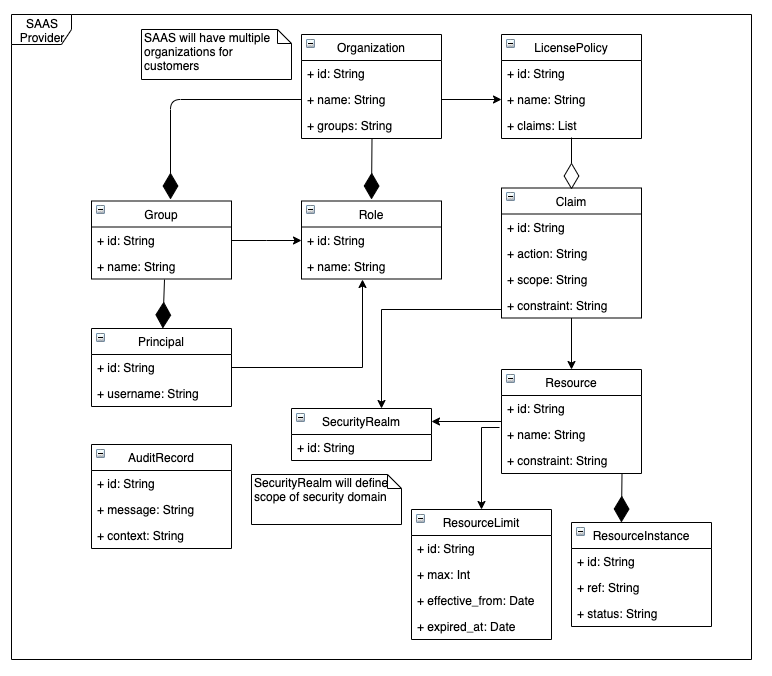 SAAS
Provider
SAAS will have multiple
organizations for
customers
Organization
+ id: String
+ name: String
+ groups: String
LicensePolicy
+ id: String
+ name: String
+ claims: List
Group
+ id: String
+ name: String
Role
+ id: String
+ name: String
Claim
+ id: String
+ action: String
+ scope: String
+ constraint: String
Principal
+ id: String
+ username: String
SecurityRealm
+ id: String
Resource
+ id: String
+ name: String
+ constraint: String
AuditRecord
+ id: String
+ message: String
+ context: String
SecurityRealm will define
scope of security domain
ResourceLimit
+ id: String
+ max: Int
+ effective_from: Date
+ expired_at: Date
ResourceInstance
+ id: String
+ ref: String
+ status: String